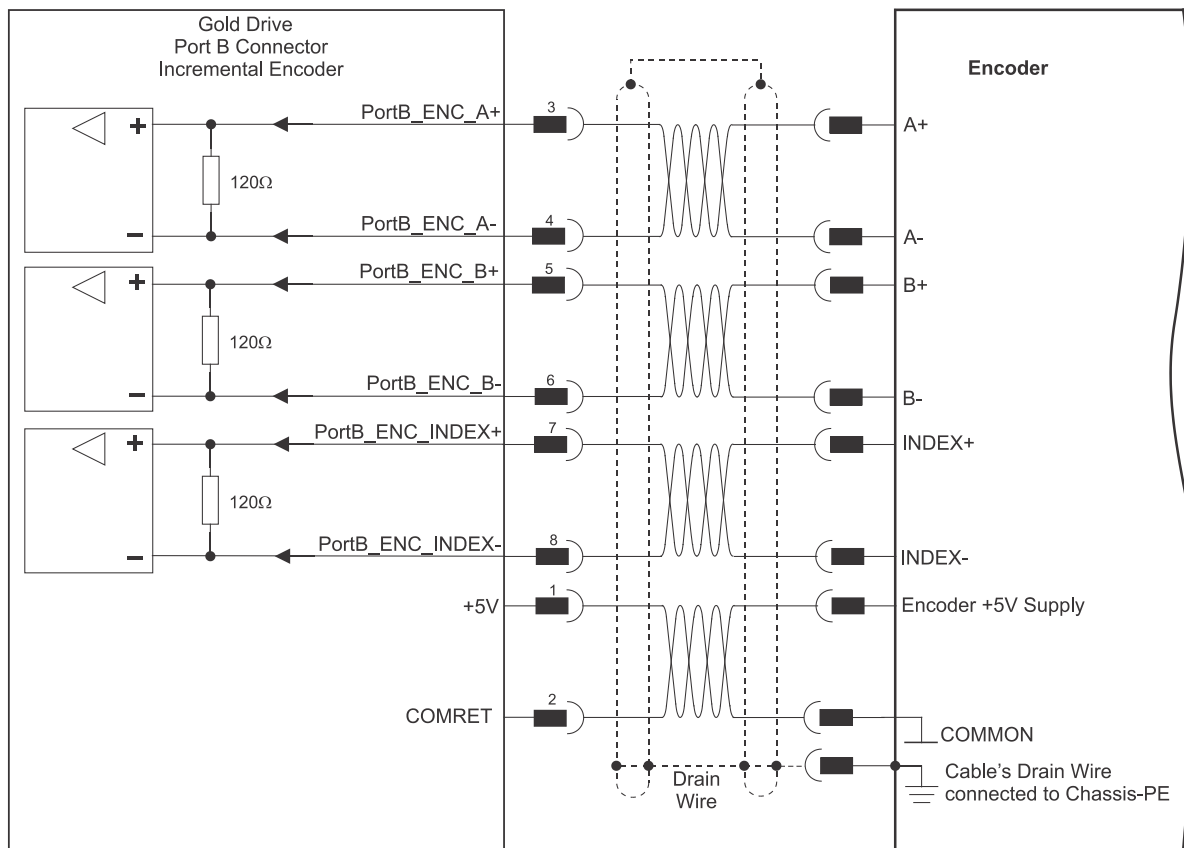 Gold Drive
Port B Connector
Incremental Encoder
Encoder
+
PortB_ENC_A+
3
A+
120Ω
-
PortB_ENC_A-
4
A-
+
PortB_ENC_B+
5
B+
120Ω
-
PortB_ENC_B-
6
B-
+
PortB_ENC_INDEX+
7
INDEX+
120Ω
-
PortB_ENC_INDEX-
8
INDEX-
+5V
1
Encoder +5V Supply
COMRET
2
COMMON
Drain
Wire
Cable's Drain Wire
connected to Chassis-PE